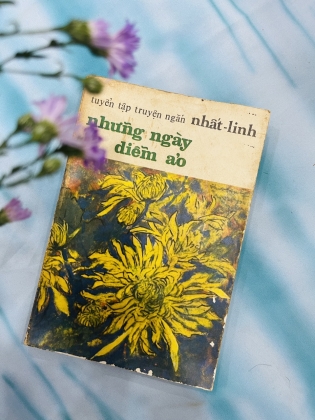 tuyển tập truyện ngắn nhất-linh
những ngày
diễm ảo